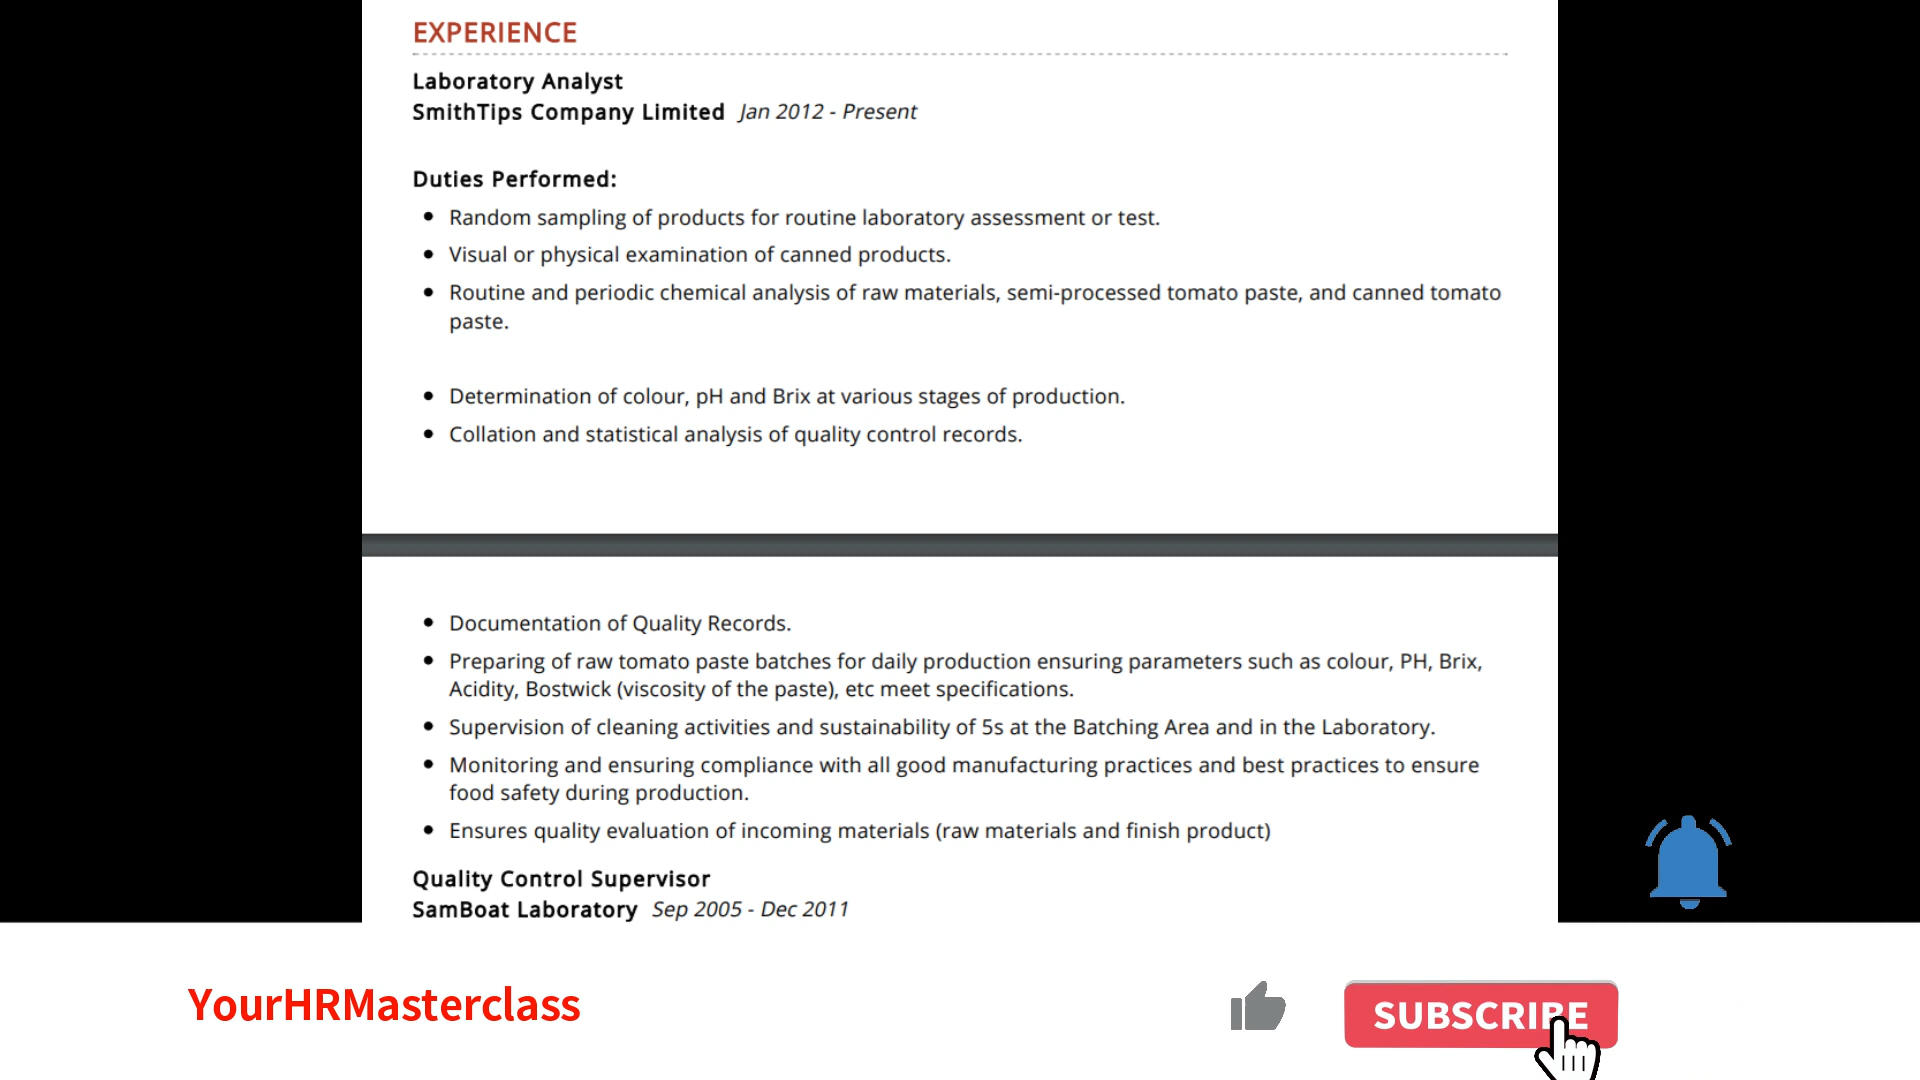 EXPERIENCE
Laboratory Analyst
SmithTips Company Limited Jan 2012 - Present
Duties Performed:
• Random sampling of products for routine laboratory assessment or test.
• Visual or physical examination of canned products.
• Routine and periodic chemical analysis of raw materials, semi-processed tomato paste, and canned tomato
paste.
• Determination of colour, pH and Brix at various stages of production.
• Collation and statistical analysis of quality control records.
• Documentation of Quality Records.
• Preparing of raw tomato paste batches for daily production ensuring parameters such as colour, PH, Brix,
Acidity, Bostwick (viscosity of the paste), etc meet specifications.
• Supervision of cleaning activities and sustainability of 5s at the Batching Area and in the Laboratory.
• Monitoring and ensuring compliance with all good manufacturing practices and best practices to ensure
food safety during production.
• Ensures quality evaluation of incoming materials (raw materials and finish product)
Quality Control Supervisor
SamBoat Laboratory Sep 2005 - Dec 2011
YourHRMasterclass
SUBSCRIBE